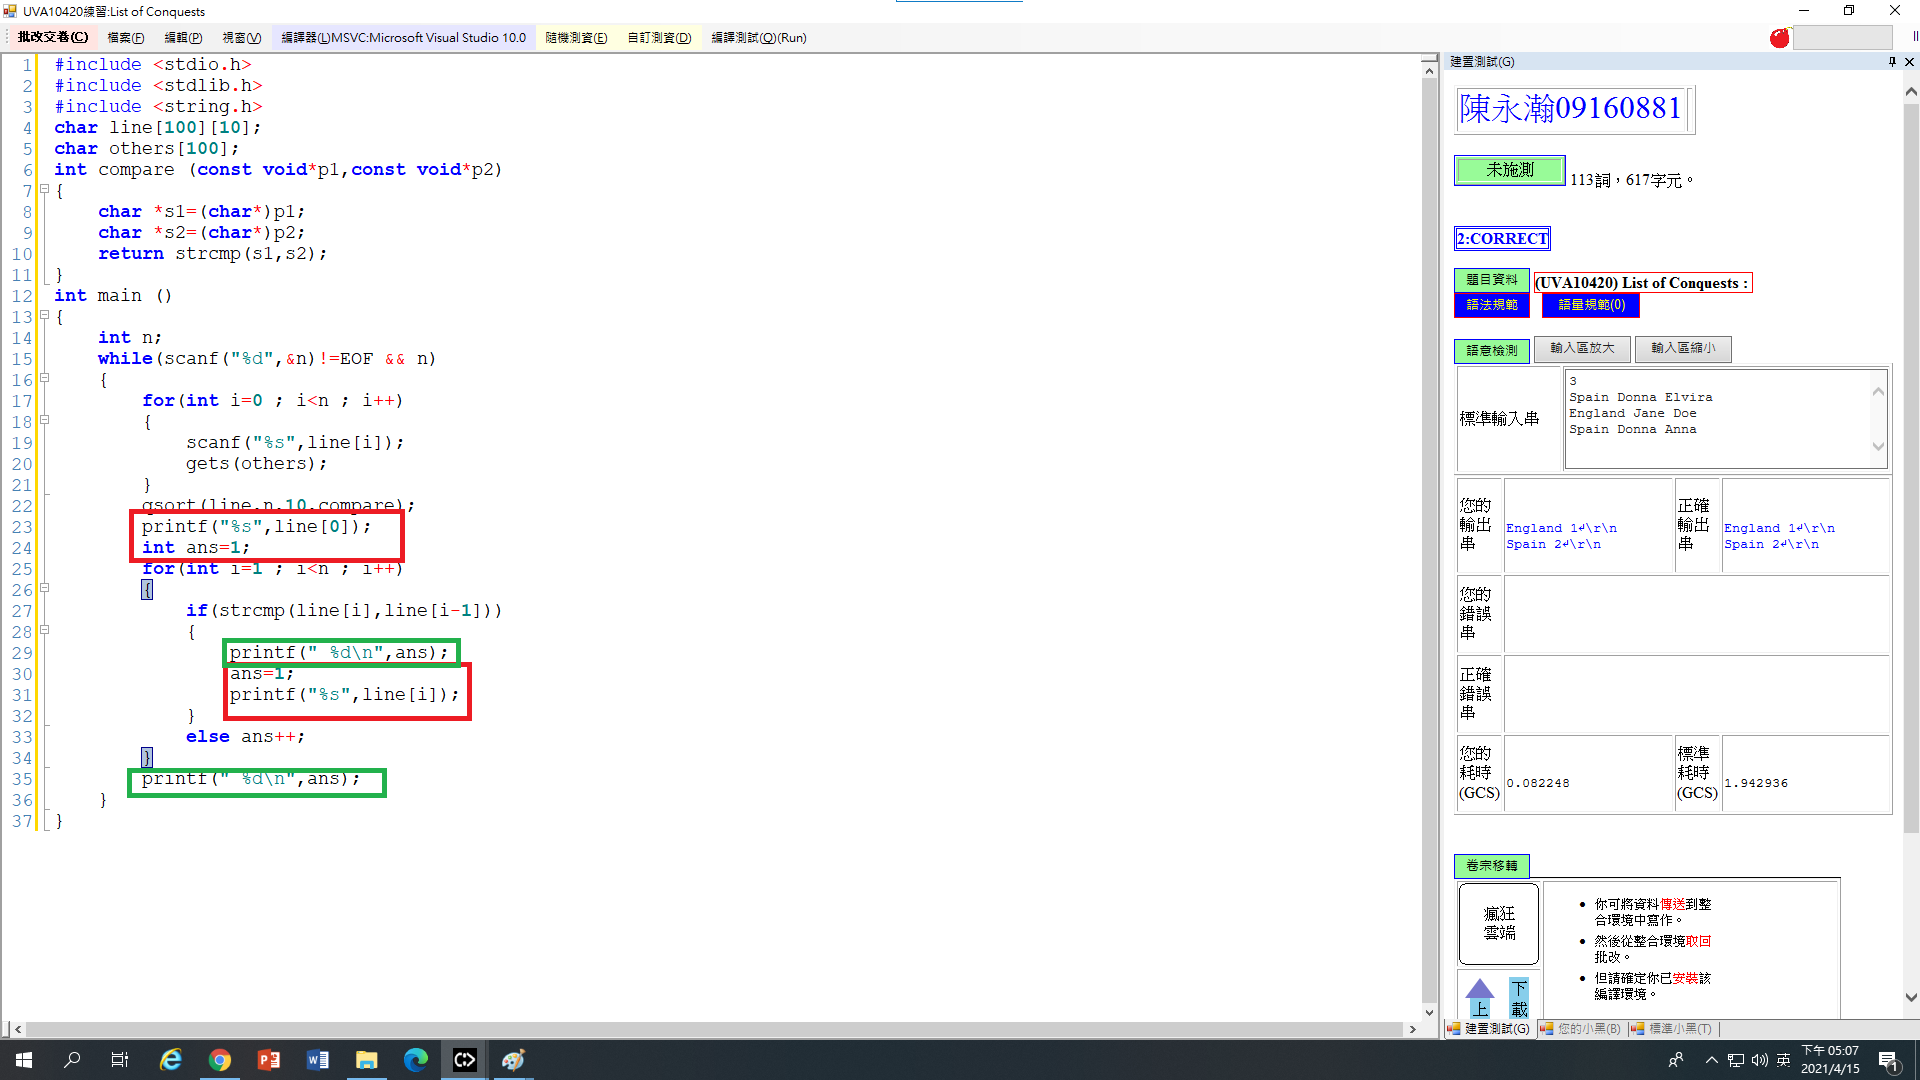 UVA10420練習:List of Conquests
批改交卷(C) 檔案(F) 編輯(P) 視窗(V) 編譯器(L)MSVC:Microsoft Visual Studio 10.0 隨機測資(E) 自訂測資(D) 編譯測試(Q)(Run)
1 #include <stdio.h>
2 #include <stdlib.h>
3 #include <string.h>
4 char line[100][10];
5 char others[100];
6 int compare (const void*p1,const void*p2)
7 {
8 char *s1=(char*)p1;
9 char *s2=(char*)p2;
10 return strcmp(s1,s2);
11 }
12 int main ()
13 {
14 int n;
15 while(scanf("%d",&n)!=EOF && n)
16 {
17 for(int i=0 ; i<n ; i++)
18 {
19 scanf("%s",line[i]);
20 gets(others);
21 }
22 qsort(line,n,10,compare);
23 printf("%s",line[0]);
24 int ans=1;
25 for(int i=1 ; i<n ; i++)
26 {
27 if(strcmp(line[i],line[i-1]))
28 {
29 printf(" %d\n",ans);
30 ans=1;
31 printf("%s",line[i]);
32 }
33 else ans++;
34 }
35 printf(" %d\n",ans);
36 }
37 }
建置測試(G)
陳永瀚09160881
未施測 113詞，617字元。
2:CORRECT
題目資料 (UVA10420) List of Conquests :
語法規範 語量規範(0)
語意檢測 輸入區放大 輸入區縮小
標準輸入串
3
Spain Donna Elvira
England Jane Doe
Spain Donna Anna
您的輸出串
England 1↵\r\n
Spain 2↵\r\n
正確輸出串
England 1↵\r\n
Spain 2↵\r\n
您的錯誤串
正確錯誤串
您的耗時(GCS) 0.082248 標準耗時(GCS) 1.942936
卷宗移轉
瘋狂雲端
上 下載
• 你可將資料傳送到整合環境中寫作。
• 然後從整合環境取回批改。
• 但請確定你已安裝該編譯環境。
建置測試(G) 您的小黑(B) 標準小黑(T)
英 下午 05:07
2021/4/15
1